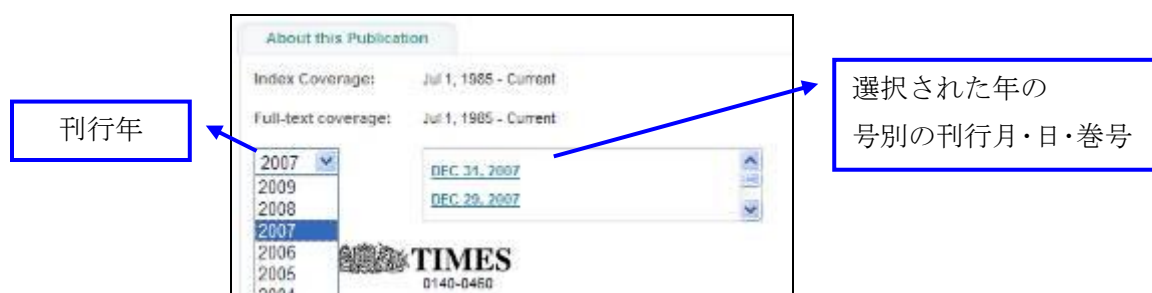 About this Publication
Index Coverage: Jul 1, 1985 - Current
Full-text coverage: Jul 1, 1985 - Current
刊行年
選択された年の
号別の刊行月・日・巻号
2007
DEC 31, 2007
2009
DEC 29, 2007
2008
2007
2006
TIMES
2005
0140-0460
2004